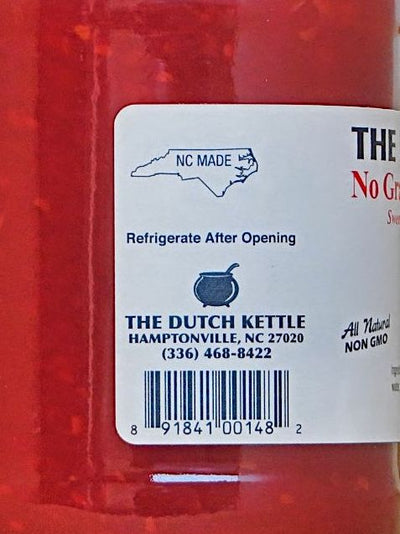 NC MADE
Refrigerate After Opening
THE DUTCH KETTLE
HAMPTONVILLE, NC 27020
(336) 468-8422
8 91841 00148 2
THE
No Gr
Swe
All Natural
NON GMO